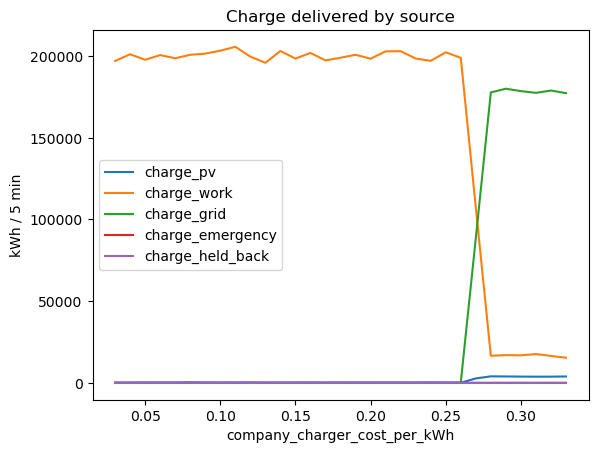 Charge delivered by source
200000
150000
100000
50000
0
kWh / 5 min
charge_pv
charge_work
charge_grid
charge_emergency
charge_held_back
0.05 0.10 0.15 0.20 0.25 0.30
company_charger_cost_per_kWh